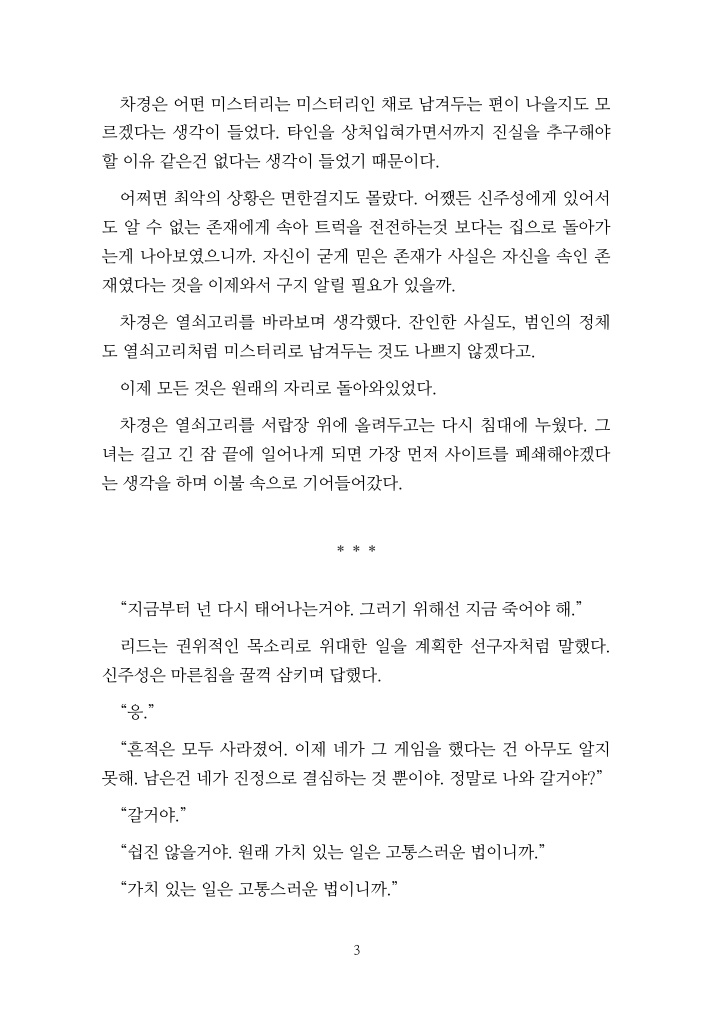 차경은 어떤 미스터리는 미스터리인 채로 남겨두는 편이 나을지도 모
르겠다는 생각이 들었다. 타인을 상처입혀가면서까지 진실을 추구해야
할 이유 같은건 없다는 생각이 들었기 때문이다.
어쩌면 최악의 상황은 면한걸지도 몰랐다. 어쨌든 신주성에게 있어서
도 알 수 없는 존재에게 속아 트럭을 전전하는것 보다는 집으로 돌아가
는게 나아보였으니까. 자신이 굳게 믿은 존재가 사실은 자신을 속인 존
재였다는 것을 이제와서 구지 알릴 필요가 있을까.
차경은 열쇠고리를 바라보며 생각했다. 잔인한 사실도, 범인의 정체
도 열쇠고리처럼 미스터리로 남겨두는 것도 나쁘지 않겠다고.
이제 모든 것은 원래의 자리로 돌아와있었다.
차경은 열쇠고리를 서랍장 위에 올려두고는 다시 침대에 누웠다. 그
녀는 길고 긴 잠 끝에 일어나게 되면 가장 먼저 사이트를 폐쇄해야겠다
는 생각을 하며 이불 속으로 기어들어갔다.
* * *
“지금부터 넌 다시 태어나는거야. 그러기 위해선 지금 죽어야 해.”
리드는 권위적인 목소리로 위대한 일을 계획한 선구자처럼 말했다.
신주성은 마른침을 꿀꺽 삼키며 답했다.
“응.”
“흔적은 모두 사라졌어. 이제 네가 그 게임을 했다는 건 아무도 알지
못해. 남은건 네가 진정으로 결심하는 것 뿐이야. 정말로 나와 갈거야?”
“갈거야.”
“쉽진 않을거야. 원래 가치 있는 일은 고통스러운 법이니까.”
“가치 있는 일은 고통스러운 법이니까.”
3